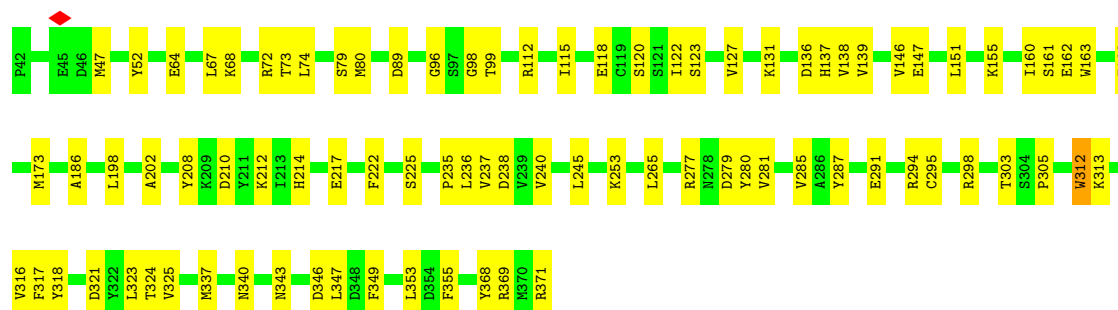 P42 E45 D46 M47 Y52 E64 L67 K68 R72 T73 L74 S79 M80 D89 G96 S97 G98 T99 R112 I115 E118 C119 S120 S121 I122 S123 V127 K131 D136 H137 V138 V139 V146 E147 L151 K155 I160 S161 E162 W163
M173 A186 L198 A202 Y208 K209 D210 Y211 K212 I213 H214 E217 F222 S225 P235 L236 V237 D238 V239 V240 L245 K253 L265 R277 N278 D279 Y280 V281 V285 A286 Y287 E291 R294 C295 R298 T303 S304 P305 W312 K313
V316 F317 Y318 D321 Y322 L323 T324 V325 M337 N340 N343 D346 L347 D348 F349 L353 D354 F355 Y368 R369 M370 R371